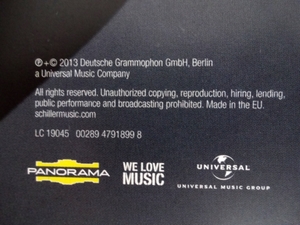 ℗+© 2013 Deutsche Grammophon GmbH, Berlin
a Universal Music Company
All rights reserved. Unauthorized copying, reproduction, hiring, lending,
public performance and broadcasting prohibited. Made in the EU.
schillermusic.com
LC 19045 00289 4791899 8
PANORAMA
WE LOVE
MUSIC
UNIVERSAL
UNIVERSAL MUSIC GROUP